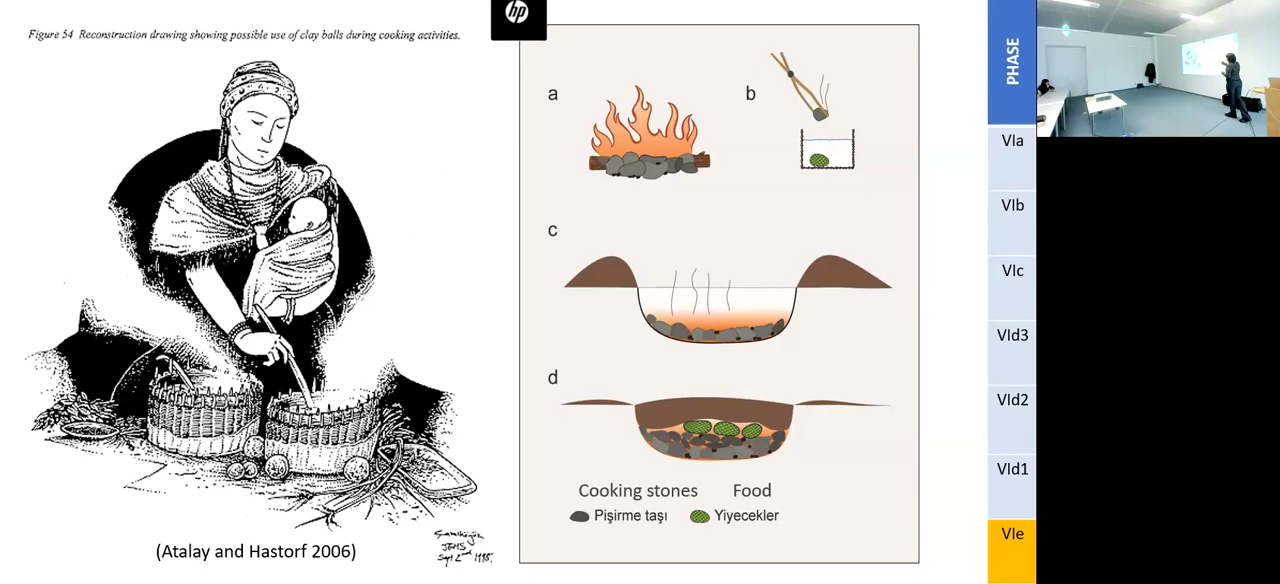 Figure 54 Reconstruction drawing showing possible use of clay balls during cooking activities.
(Atalay and Hastorf 2006)
hp
a
b
c
d
Cooking stones Food
Pişirme taşı Yiyecekler
PHASE
VIa
VIb
VIc
VId3
VId2
VId1
VIe